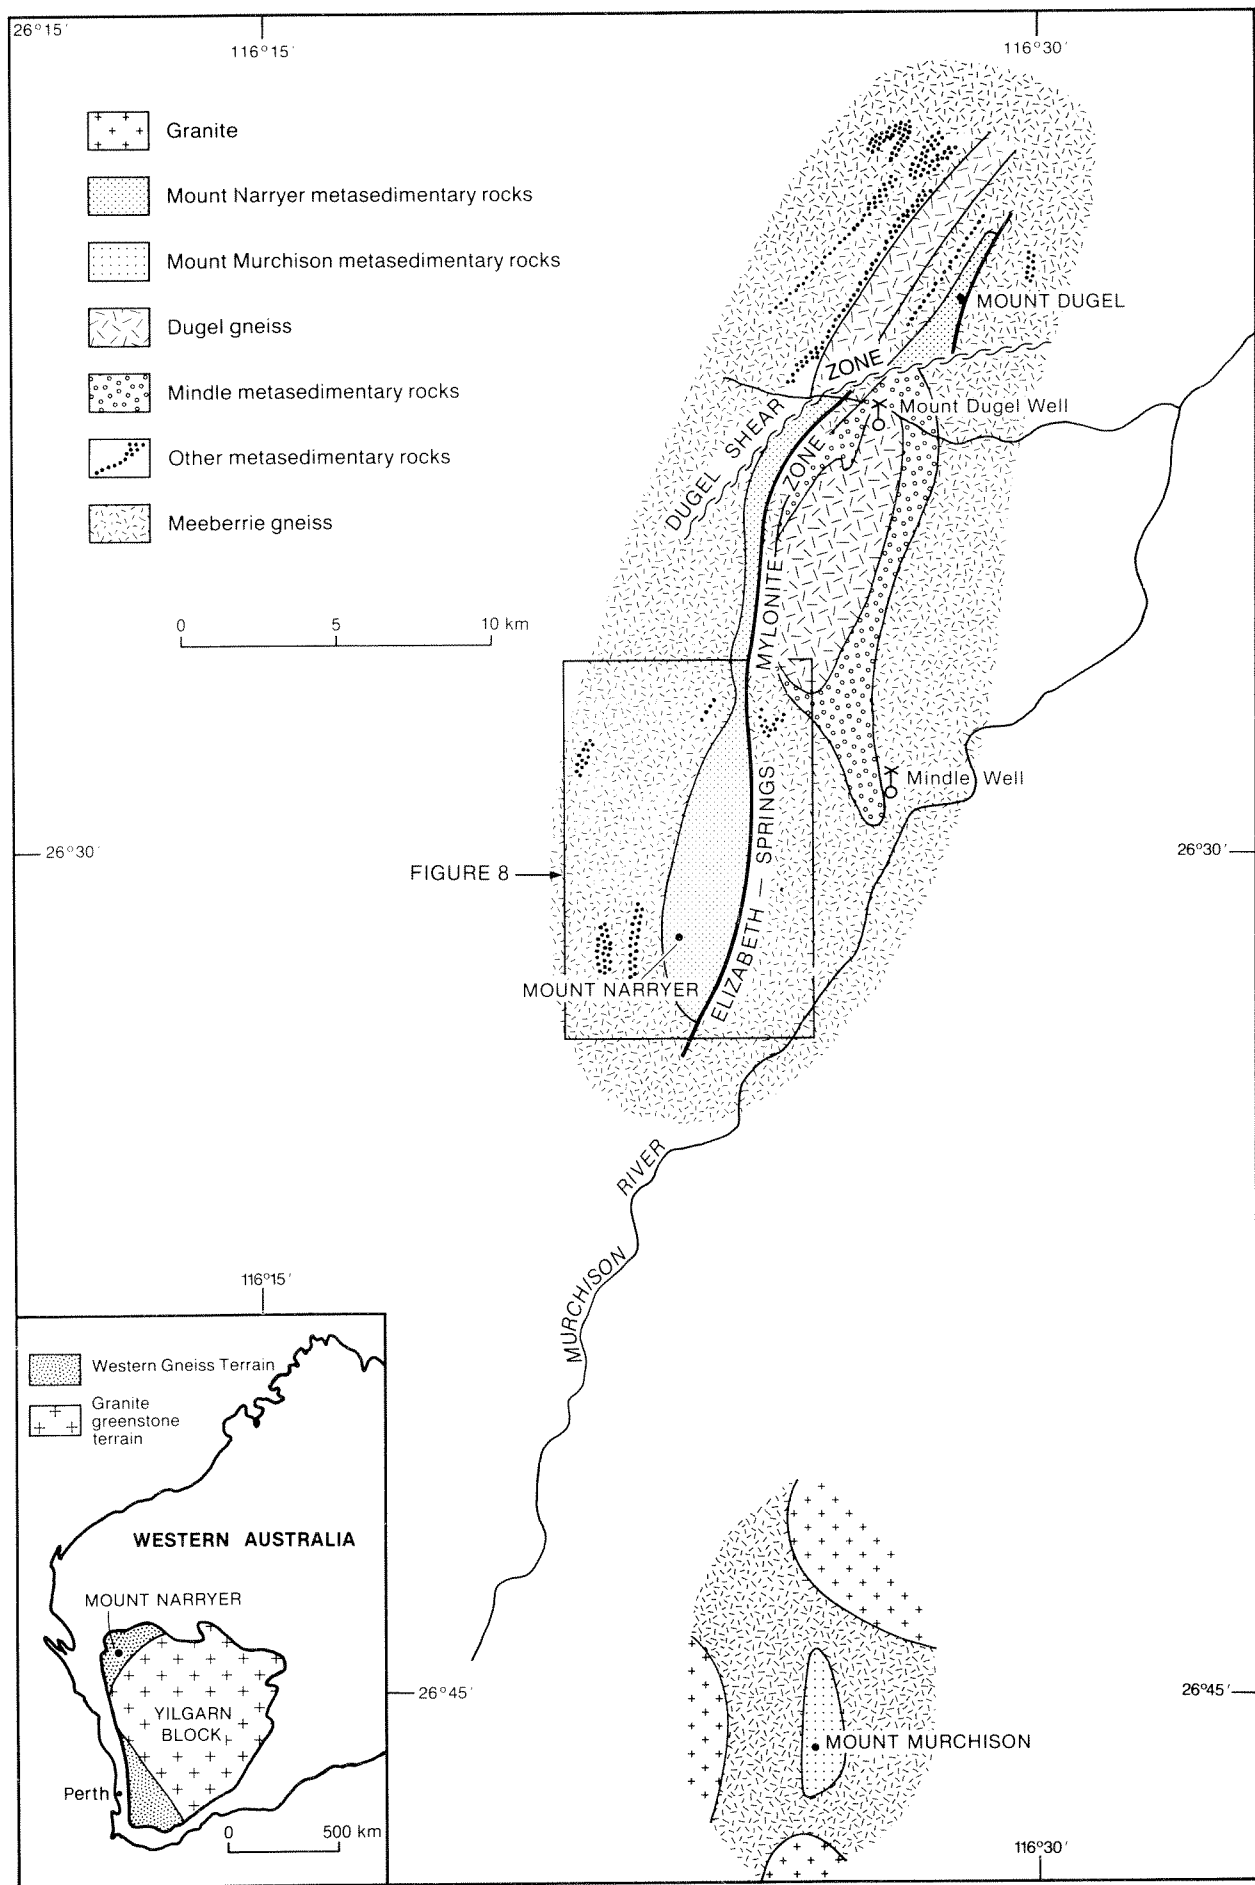 26°15′
116°15′
116°30′
Granite
Mount Narryer metasedimentary rocks
Mount Murchison metasedimentary rocks
Dugel gneiss
Mindle metasedimentary rocks
Other metasedimentary rocks
Meeberrie gneiss
0 5 10 km
MOUNT DUGEL
DUGEL SHEAR ZONE
Mount Dugel Well
ELIZABETH — SPRINGS MYLONITE ZONE
Mindle Well
26°30′
26°30′
FIGURE 8
MOUNT NARRYER
MURCHISON RIVER
116°15′
Western Gneiss Terrain
Granite
greenstone
terrain
WESTERN AUSTRALIA
MOUNT NARRYER
YILGARN
BLOCK
Perth
0 500 km
26°45′
26°45′
MOUNT MURCHISON
116°30′